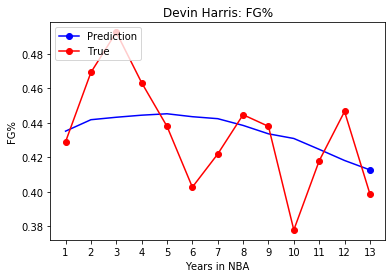 Devin Harris: FG%
Prediction
True
FG%
0.48
0.46
0.44
0.42
0.40
0.38
1 2 3 4 5 6 7 8 9 10 11 12 13
Years in NBA